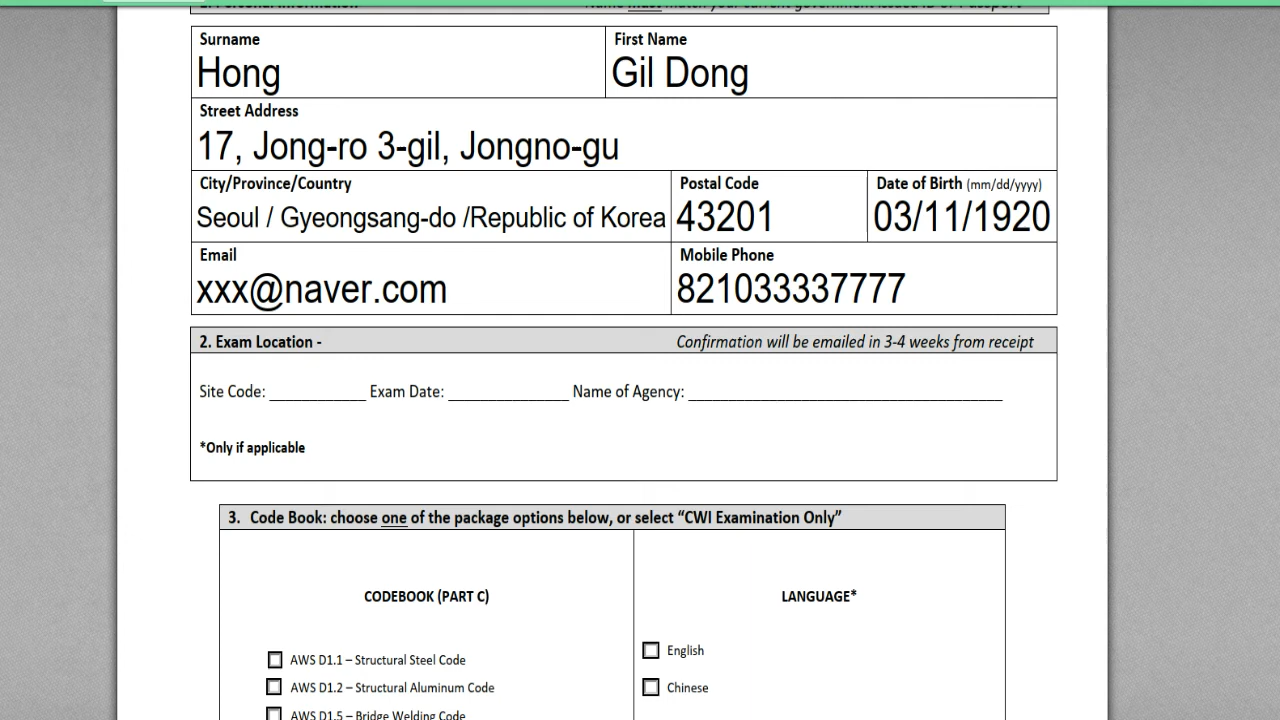 Surname First Name
Hong Gil Dong
Street Address
17, Jong-ro 3-gil, Jongno-gu
City/Province/Country Postal Code Date of Birth (mm/dd/yyyy)
Seoul / Gyeongsang-do /Republic of Korea 43201 03/11/1920
Email Mobile Phone
xxx@naver.com 821033337777
2. Exam Location - Confirmation will be emailed in 3-4 weeks from receipt
Site Code: ____________ Exam Date: _______________ Name of Agency: _______________________________________
*Only if applicable
3. Code Book: choose one of the package options below, or select “CWI Examination Only”
CODEBOOK (PART C) LANGUAGE*
English
AWS D1.1 – Structural Steel Code
AWS D1.2 – Structural Aluminum Code Chinese
AWS D1.5 – Bridge Welding Code